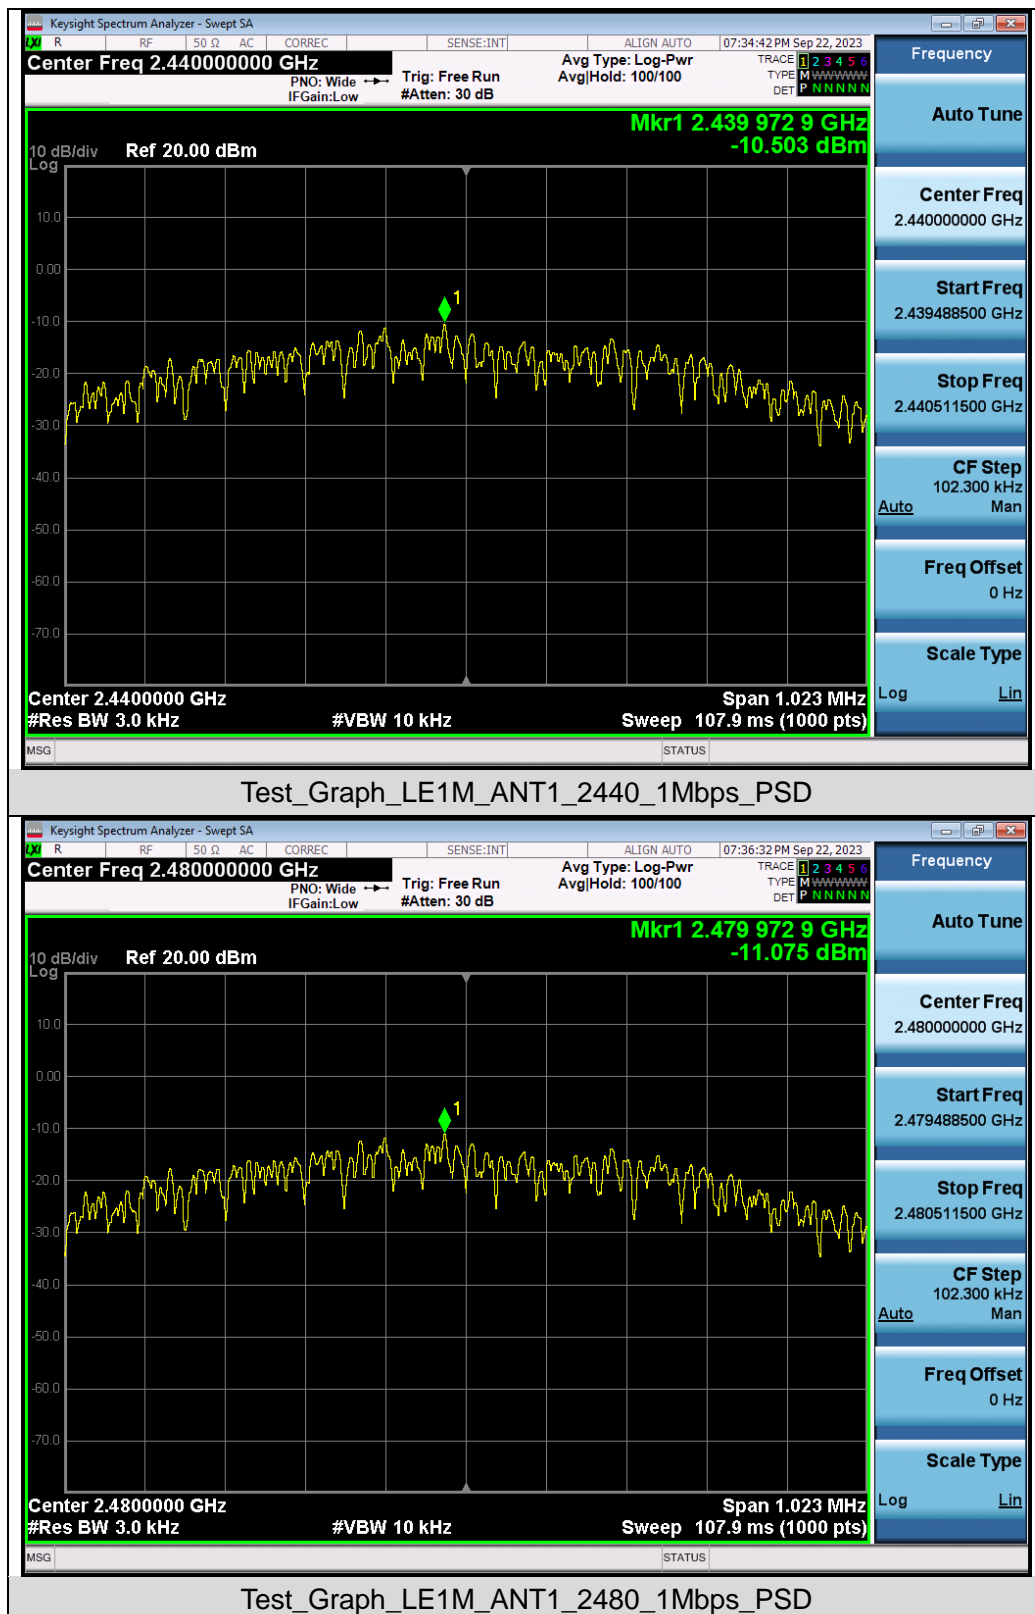 Keysight Spectrum Analyzer - Swept SA
LXI R RF 50 Ω AC CORREC SENSE:INT ALIGN AUTO 07:34:42 PM Sep 22, 2023
Center Freq 2.440000000 GHz
PNO: Wide
IFGain:Low
Trig: Free Run
#Atten: 30 dB
Avg Type: Log-Pwr
Avg|Hold: 100/100
TRACE 1 2 3 4 5 6
TYPE M W W W W W
DET P N N N N N
Mkr1 2.439 972 9 GHz
-10.503 dBm
10 dB/div
Log
Ref 20.00 dBm
1
10.0
0.00
-10.0
-20.0
-30.0
-40.0
-50.0
-60.0
-70.0
Center 2.4400000 GHz
Span 1.023 MHz
#Res BW 3.0 kHz
#VBW 10 kHz
Sweep 107.9 ms (1000 pts)
MSG
STATUS
Frequency
Auto Tune
Center Freq
2.440000000 GHz
Start Freq
2.439488500 GHz
Stop Freq
2.440511500 GHz
CF Step
102.300 kHz
Auto Man
Freq Offset
0 Hz
Scale Type
Log Lin
Test_Graph_LE1M_ANT1_2440_1Mbps_PSD
Keysight Spectrum Analyzer - Swept SA
LXI R RF 50 Ω AC CORREC SENSE:INT ALIGN AUTO 07:36:32 PM Sep 22, 2023
Center Freq 2.480000000 GHz
PNO: Wide
IFGain:Low
Trig: Free Run
#Atten: 30 dB
Avg Type: Log-Pwr
Avg|Hold: 100/100
TRACE 1 2 3 4 5 6
TYPE M W W W W W
DET P N N N N N
Mkr1 2.479 972 9 GHz
-11.075 dBm
10 dB/div
Log
Ref 20.00 dBm
1
10.0
0.00
-10.0
-20.0
-30.0
-40.0
-50.0
-60.0
-70.0
Center 2.4800000 GHz
Span 1.023 MHz
#Res BW 3.0 kHz
#VBW 10 kHz
Sweep 107.9 ms (1000 pts)
MSG
STATUS
Frequency
Auto Tune
Center Freq
2.480000000 GHz
Start Freq
2.479488500 GHz
Stop Freq
2.480511500 GHz
CF Step
102.300 kHz
Auto Man
Freq Offset
0 Hz
Scale Type
Log Lin
Test_Graph_LE1M_ANT1_2480_1Mbps_PSD